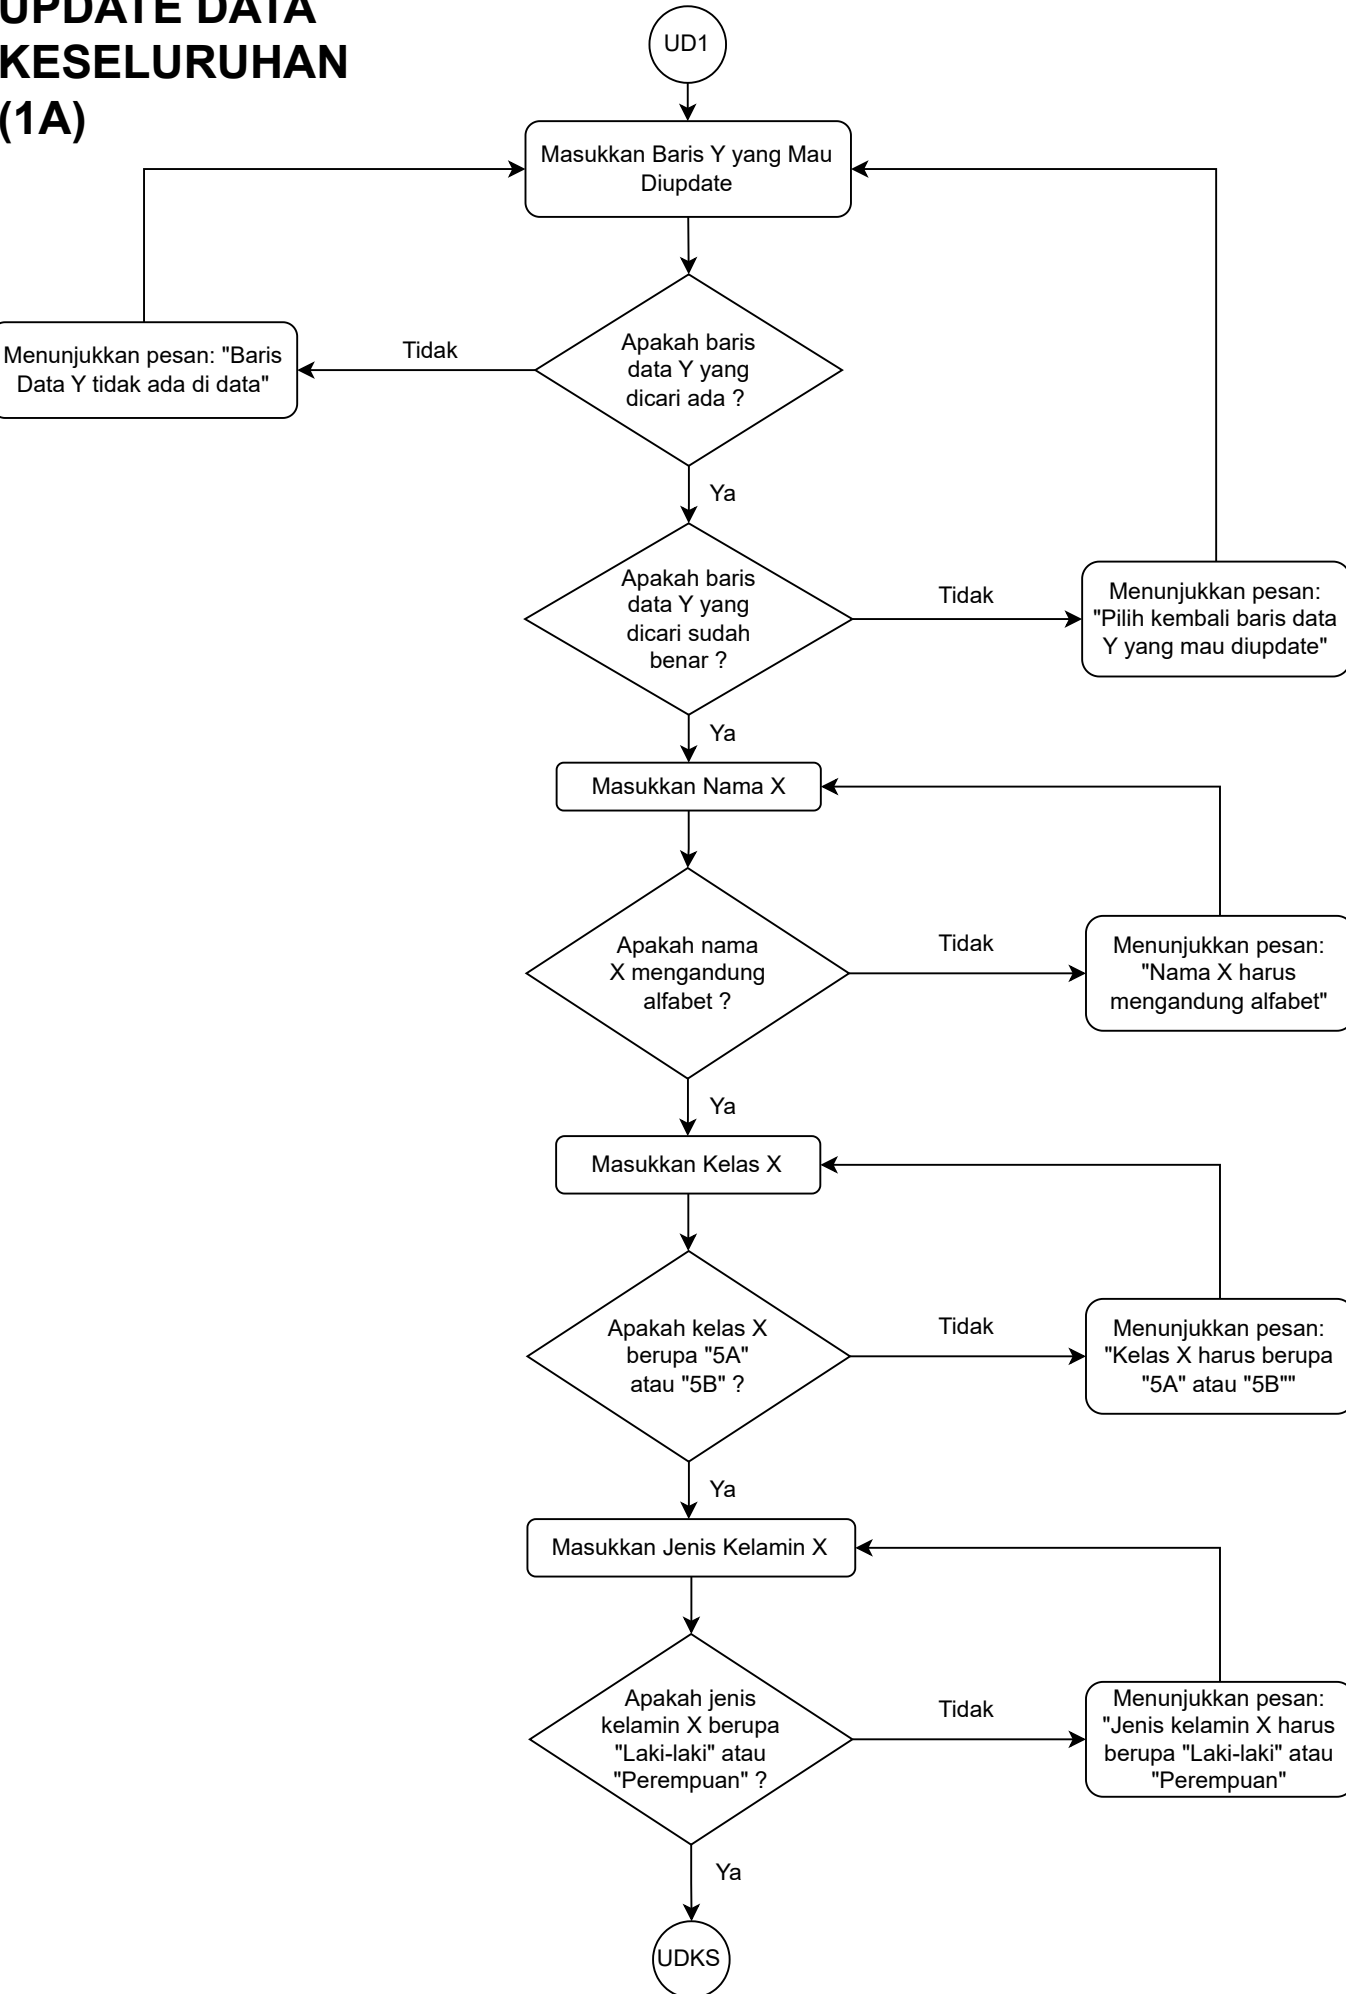 UPDATE DATA
KESELURUHAN
(1A)
UD1
Masukkan Baris Y yang Mau
Diupdate
Apakah baris
data Y yang
dicari ada ?
Tidak
Menunjukkan pesan: "Baris
Data Y tidak ada di data"
Ya
Apakah baris
data Y yang
dicari sudah
benar ?
Tidak
Menunjukkan pesan:
"Pilih kembali baris data
Y yang mau diupdate"
Ya
Masukkan Nama X
Apakah nama
X mengandung
alfabet ?
Tidak
Menunjukkan pesan:
"Nama X harus
mengandung alfabet"
Ya
Masukkan Kelas X
Apakah kelas X
berupa "5A"
atau "5B" ?
Tidak
Menunjukkan pesan:
"Kelas X harus berupa
"5A" atau "5B""
Ya
Masukkan Jenis Kelamin X
Apakah jenis
kelamin X berupa
"Laki-laki" atau
"Perempuan" ?
Tidak
Menunjukkan pesan:
"Jenis kelamin X harus
berupa "Laki-laki" atau
"Perempuan"
Ya
UDKS